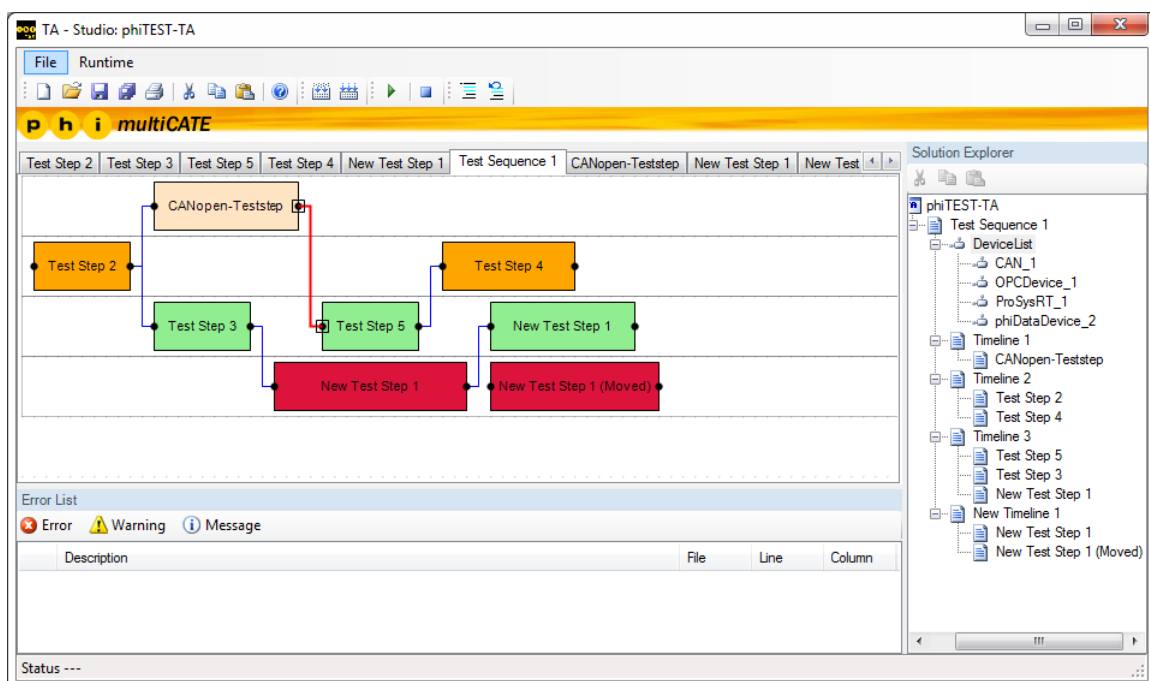 TA - Studio: phiTEST-TA
File Runtime
p h i multiCATE
Test Step 2 Test Step 3 Test Step 5 Test Step 4 New Test Step 1 Test Sequence 1 CANopen-Teststep New Test Step 1 New Test
CANopen-Teststep
Test Step 2 Test Step 4
Test Step 3 Test Step 5 New Test Step 1
New Test Step 1 New Test Step 1 (Moved)
Solution Explorer
phiTEST-TA
Test Sequence 1
DeviceList
CAN_1
OPCDevice_1
ProSysRT_1
phiDataDevice_2
Timeline 1
CANopen-Teststep
Timeline 2
Test Step 2
Test Step 4
Timeline 3
Test Step 5
Test Step 3
New Test Step 1
New Timeline 1
New Test Step 1
New Test Step 1 (Moved)
Error List
Error Warning Message
Description File Line Column
Status ---